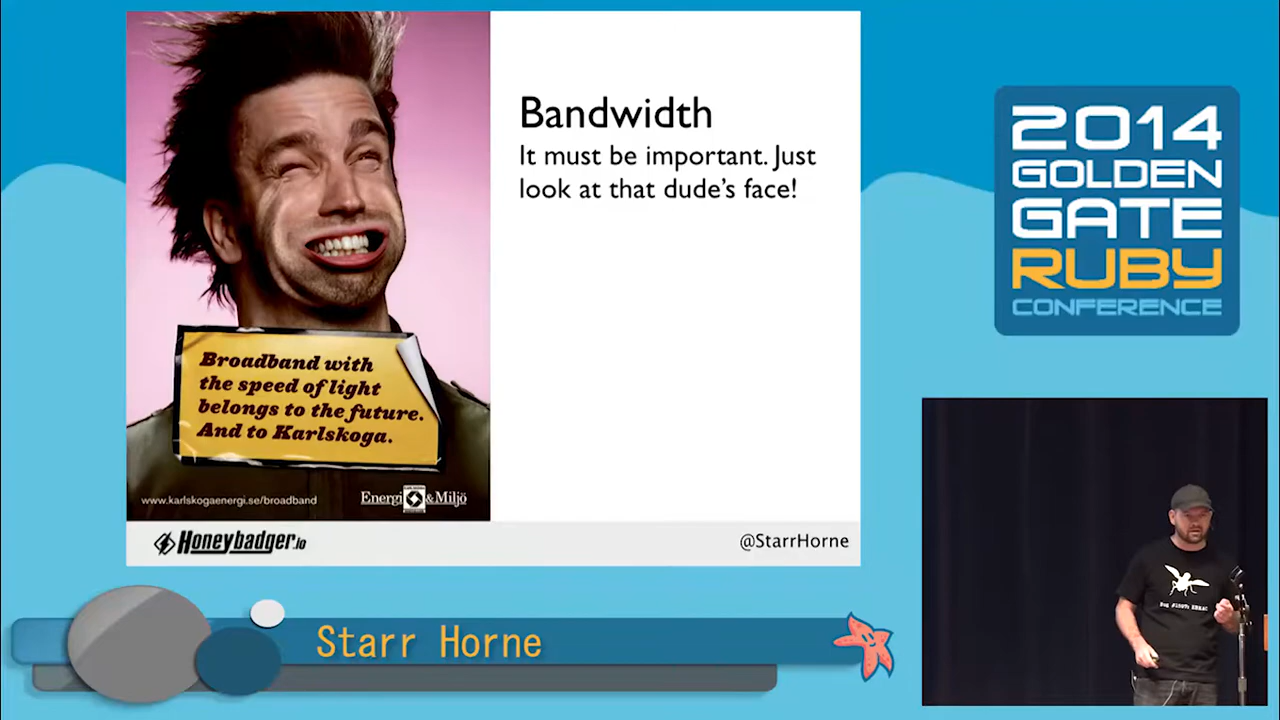 Bandwidth
It must be important. Just
look at that dude's face!
Broadband with
the speed of light
belongs to the future.
And to Karlskoga.
www.karlskogaenergi.se/broadband
Energi & Miljö
Honeybadger.io
@StarrHorne
Starr Horne
2014
GOLDEN
GATE
RUBY
CONFERENCE